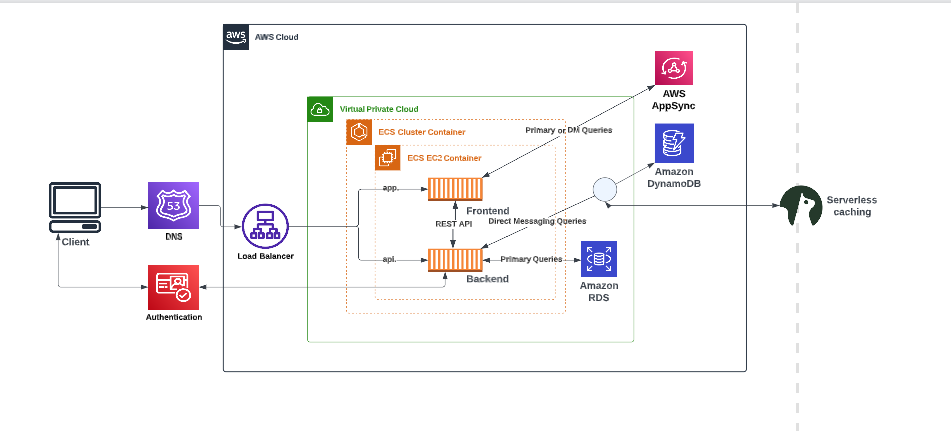 aws
AWS Cloud
AWS
AppSync
Virtual Private Cloud
ECS Cluster Container
Primary or DM Queries
ECS EC2 Container
Amazon
DynamoDB
53
app.
Serverless
caching
Frontend
Direct Messaging Queries
REST API
DNS
Client
Load Balancer
api.
Primary Queries
Backend
Amazon
RDS
Authentication